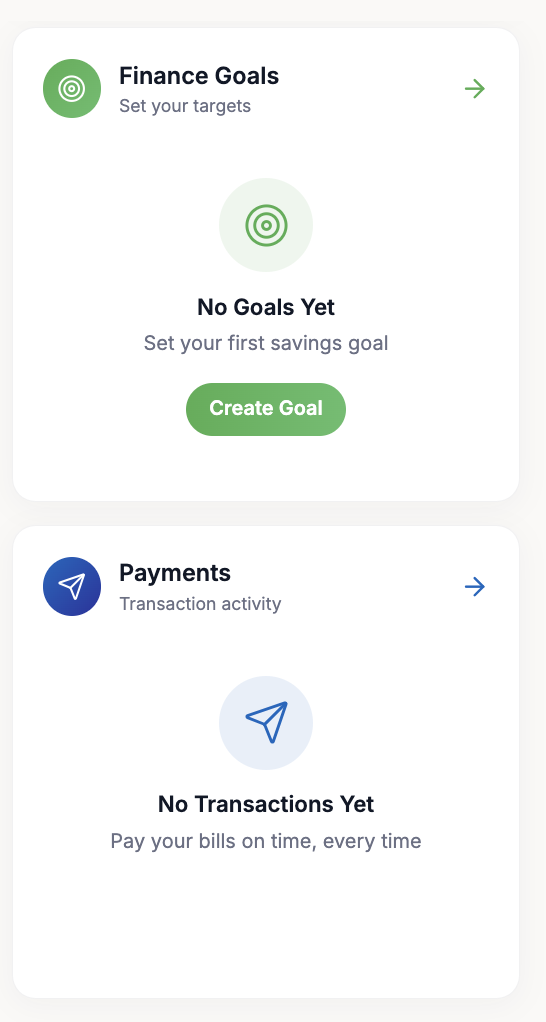 Finance Goals
Set your targets
No Goals Yet
Set your first savings goal
Create Goal
Payments
Transaction activity
No Transactions Yet
Pay your bills on time, every time